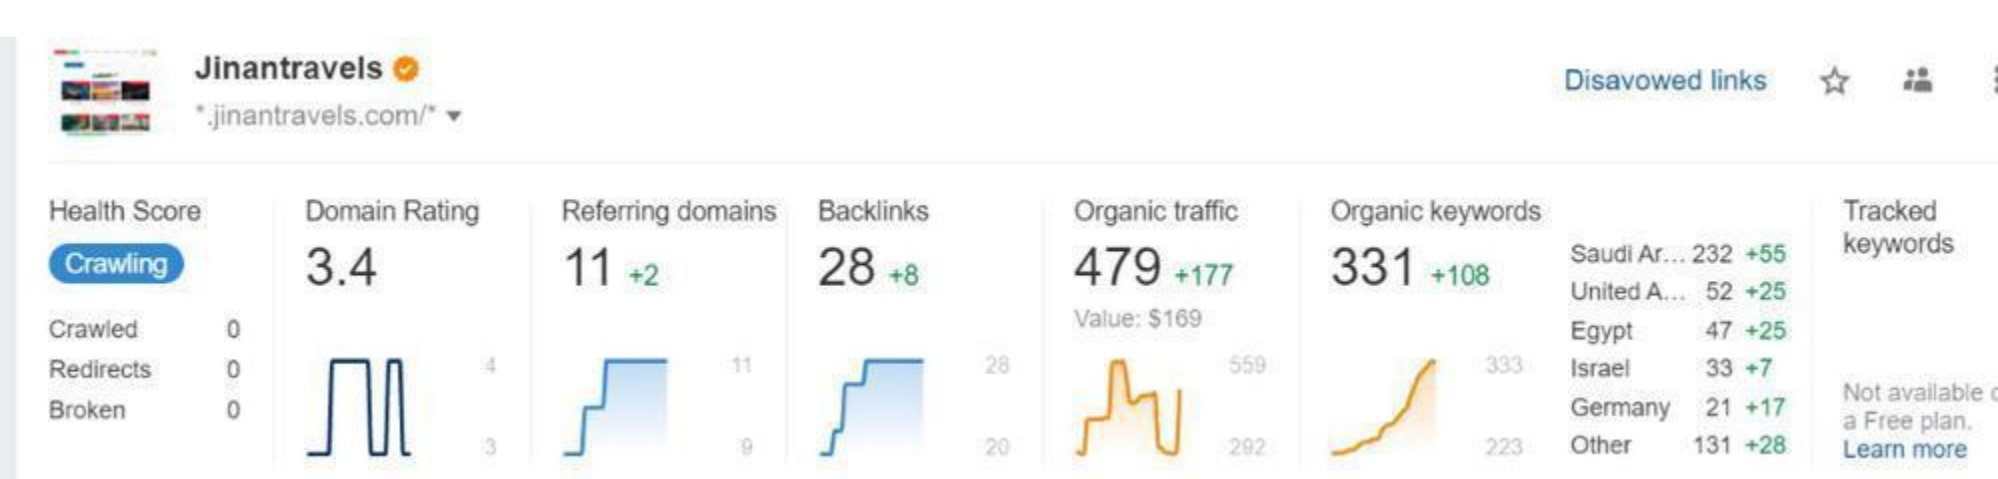 Jinantravels
Disavowed links
*.jinantravels.com/*
Health Score
Crawling
Crawled 0
Redirects 0
Broken 0
Domain Rating
3.4
4
3
Referring domains
11 +2
11
9
Backlinks
28 +8
28
20
Organic traffic
479 +177
Value: $169
559
292
Organic keywords
331 +108
333
223
Saudi Ar... 232 +55
United A... 52 +25
Egypt 47 +25
Israel 33 +7
Germany 21 +17
Other 131 +28
Tracked
keywords
Not available
a Free plan.
Learn more